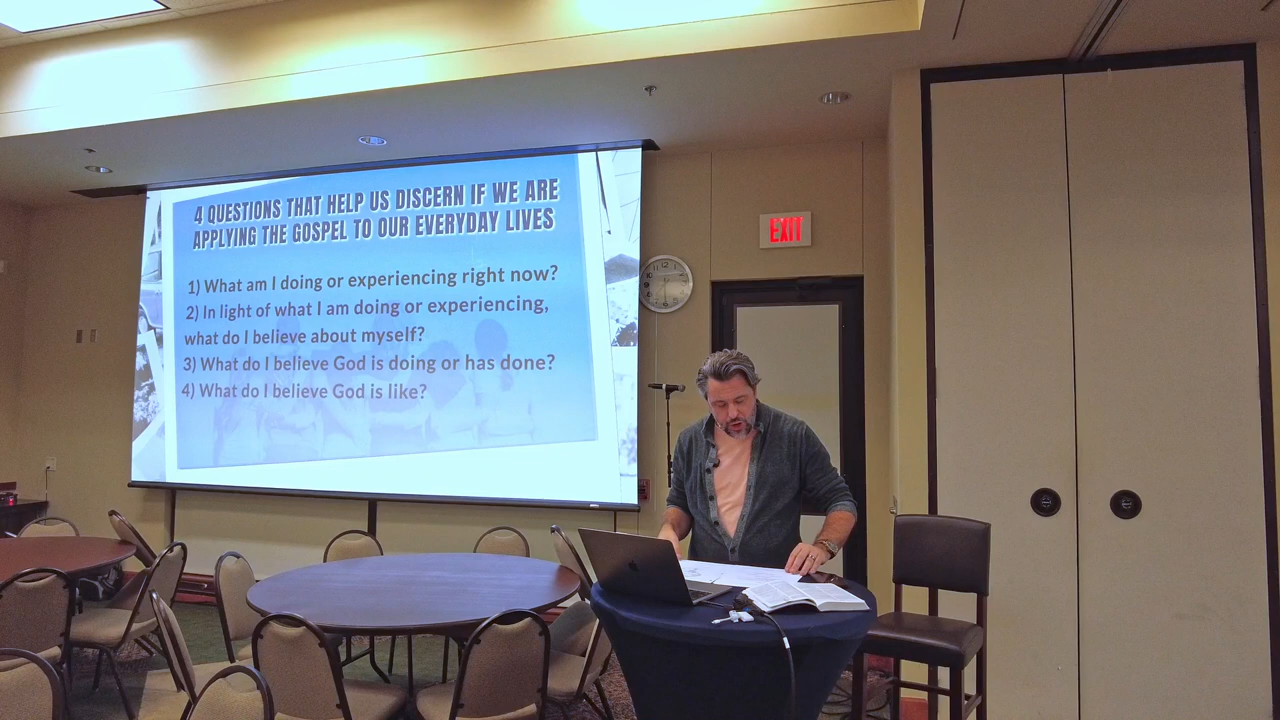 4 QUESTIONS THAT HELP US DISCERN IF WE ARE
APPLYING THE GOSPEL TO OUR EVERYDAY LIVES
1) What am I doing or experiencing right now?
2) In light of what I am doing or experiencing,
what do I believe about myself?
3) What do I believe God is doing or has done?
4) What do I believe God is like?
EXIT